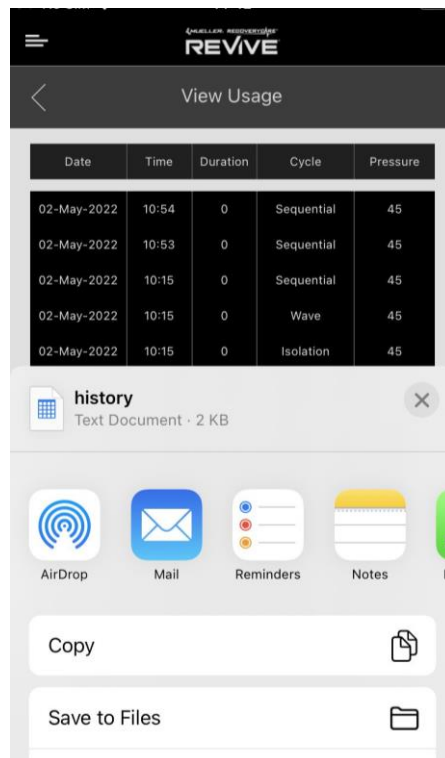 MUELLER RECOVERYCARE
REVIVE
View Usage
Date Time Duration Cycle Pressure
02-May-2022 10:54 0 Sequential 45
02-May-2022 10:53 0 Sequential 45
02-May-2022 10:15 0 Sequential 45
02-May-2022 10:15 0 Wave 45
02-May-2022 10:15 0 Isolation 45
history
Text Document · 2 KB
AirDrop Mail Reminders Notes
Copy
Save to Files